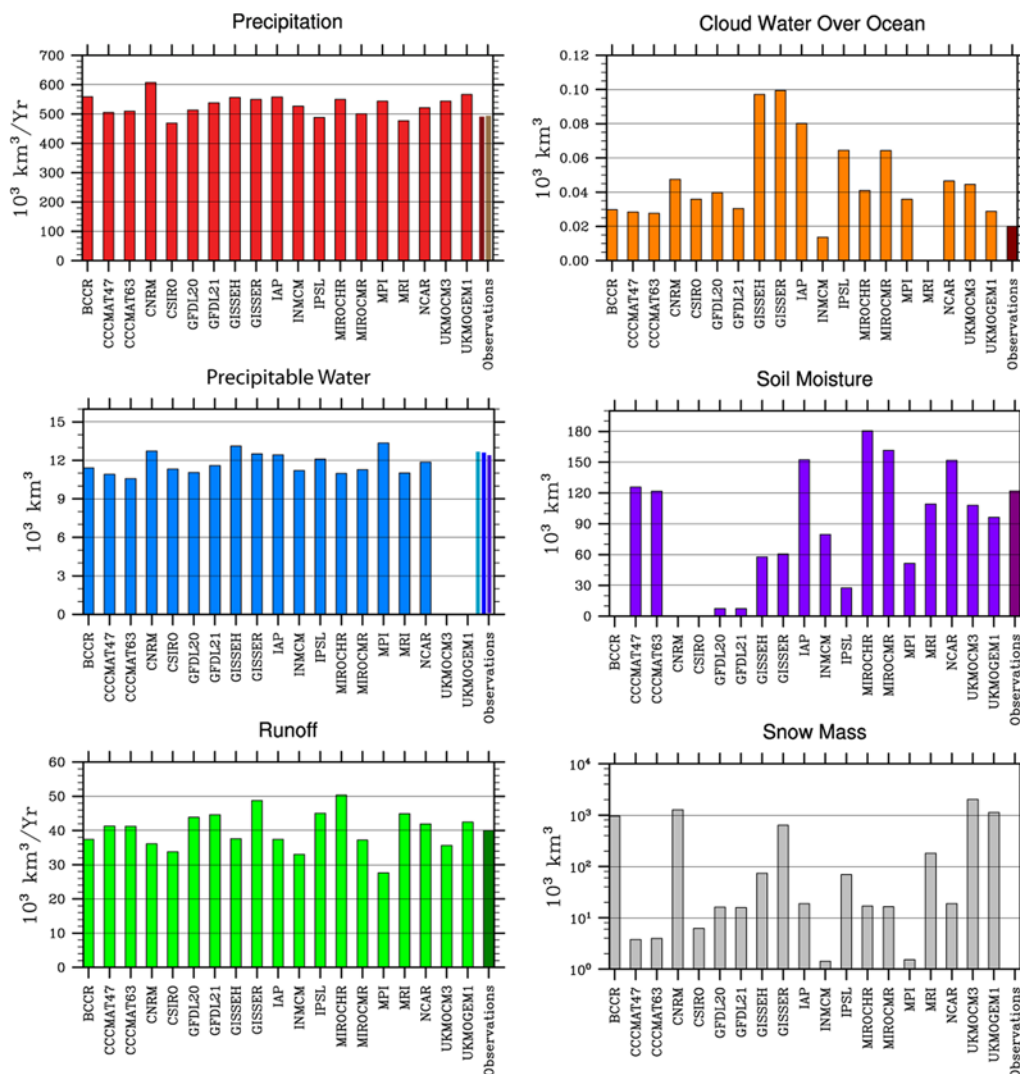 Precipitation
10³ km³/Yr
700
600
500
400
300
200
100
0
BCCR
CCCMAT47
CCCMAT63
CNRM
CSIRO
GFDL20
GFDL21
GISSEH
GISSER
IAP
INMCM
IPSL
MIROCHR
MIROCMR
MPI
MRI
NCAR
UKMOCM3
UKMOGEM1
Observations
Cloud Water Over Ocean
10³ km³
0.12
0.10
0.08
0.06
0.04
0.02
0.00
BCCR
CCCMAT47
CCCMAT63
CNRM
CSIRO
GFDL20
GFDL21
GISSEH
GISSER
IAP
INMCM
IPSL
MIROCHR
MIROCMR
MPI
MRI
NCAR
UKMOCM3
UKMOGEM1
Observations
Precipitable Water
10³ km³
15
12
9
6
3
0
BCCR
CCCMAT47
CCCMAT63
CNRM
CSIRO
GFDL20
GFDL21
GISSEH
GISSER
IAP
INMCM
IPSL
MIROCHR
MIROCMR
MPI
MRI
NCAR
UKMOCM3
UKMOGEM1
Observations
Soil Moisture
10³ km³
180
150
120
90
60
30
0
BCCR
CCCMAT47
CCCMAT63
CNRM
CSIRO
GFDL20
GFDL21
GISSEH
GISSER
IAP
INMCM
IPSL
MIROCHR
MIROCMR
MPI
MRI
NCAR
UKMOCM3
UKMOGEM1
Observations
Runoff
10³ km³/Yr
60
50
40
30
20
10
0
BCCR
CCCMAT47
CCCMAT63
CNRM
CSIRO
GFDL20
GFDL21
GISSEH
GISSER
IAP
INMCM
IPSL
MIROCHR
MIROCMR
MPI
MRI
NCAR
UKMOCM3
UKMOGEM1
Observations
Snow Mass
10³ km³
10⁴
10³
10²
10¹
10⁰
BCCR
CCCMAT47
CCCMAT63
CNRM
CSIRO
GFDL20
GFDL21
GISSEH
GISSER
IAP
INMCM
IPSL
MIROCHR
MIROCMR
MPI
MRI
NCAR
UKMOCM3
UKMOGEM1
Observations